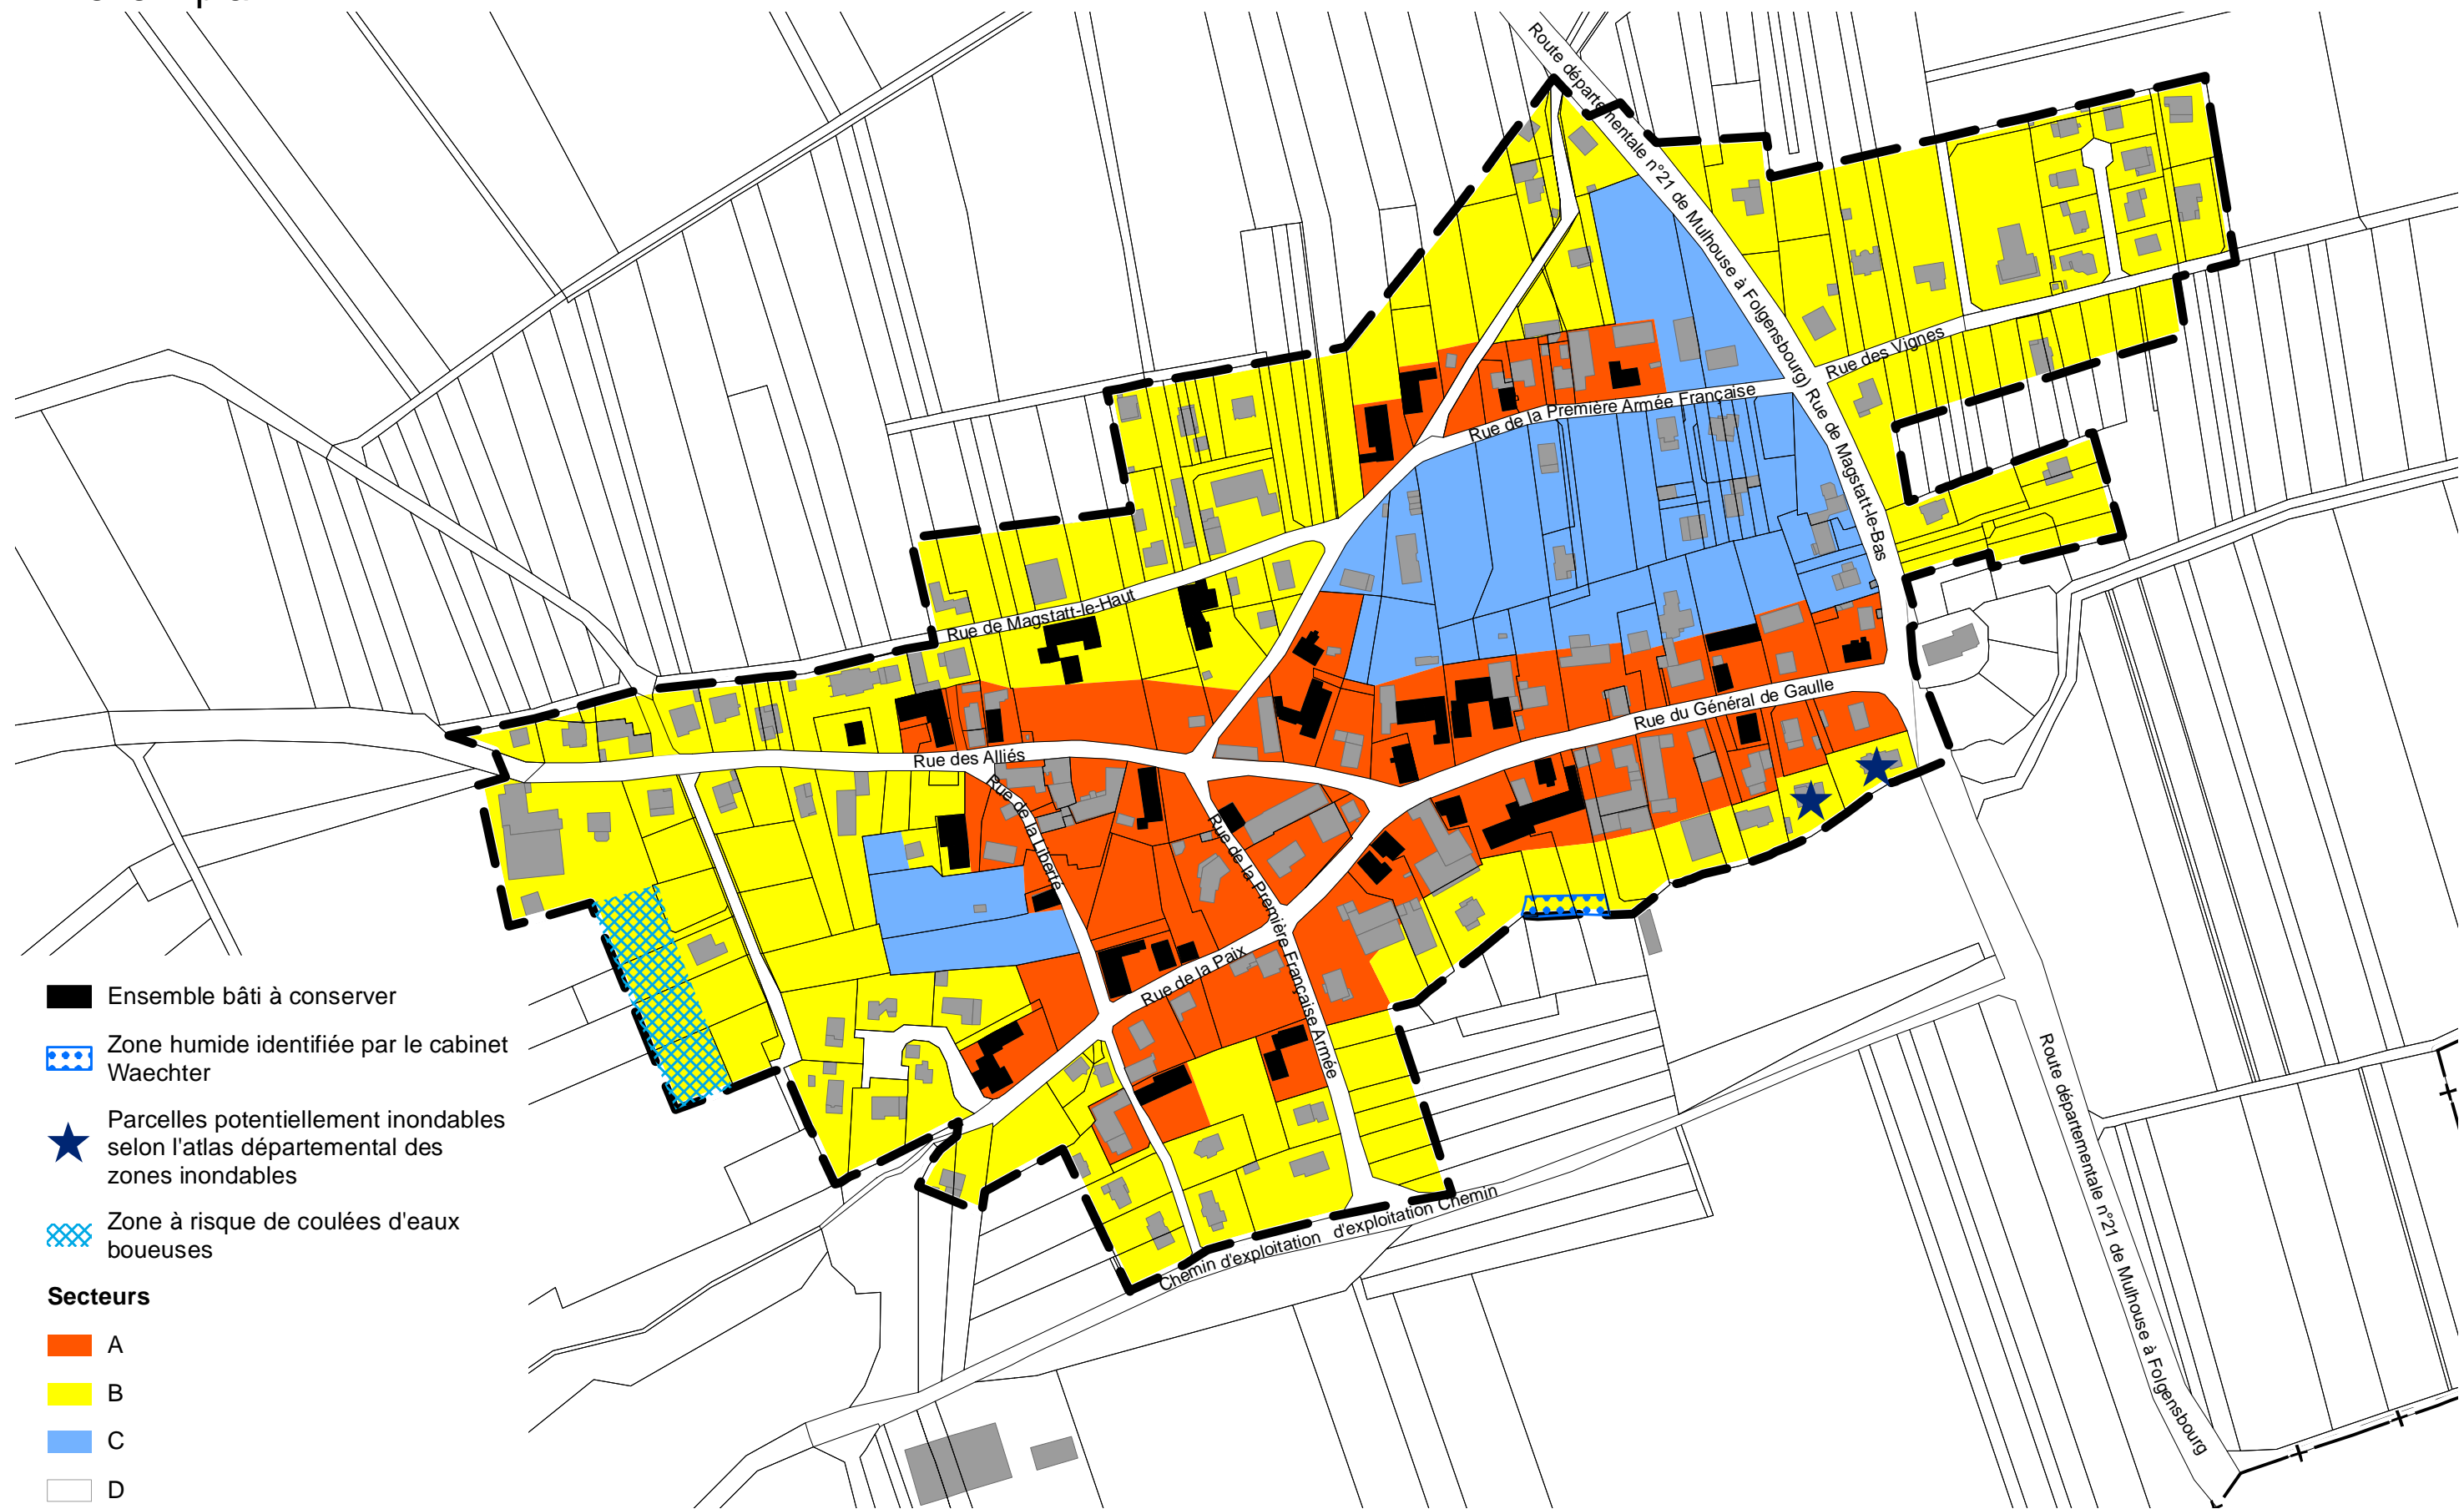 Route départementale n°21 de Mulhouse à Folgensbourg) Rue de Magstatt-le-Bas
Rue des Vignes
Rue de la Première Armée Française
Rue de Magstatt-le-Haut
Rue du Général de Gaulle
Rue des Alliés
Rue de la Liberté
Rue de la Première Française Armée
Rue de la Paix
Chemin d'exploitation d'exploitation Chemin
Route départementale n°21 de Mulhouse à Folgensbourg
Ensemble bâti à conserver
Zone humide identifiée par le cabinet
Waechter
Parcelles potentiellement inondables
selon l'atlas départemental des
zones inondables
Zone à risque de coulées d'eaux
boueuses
Secteurs
A
B
C
D